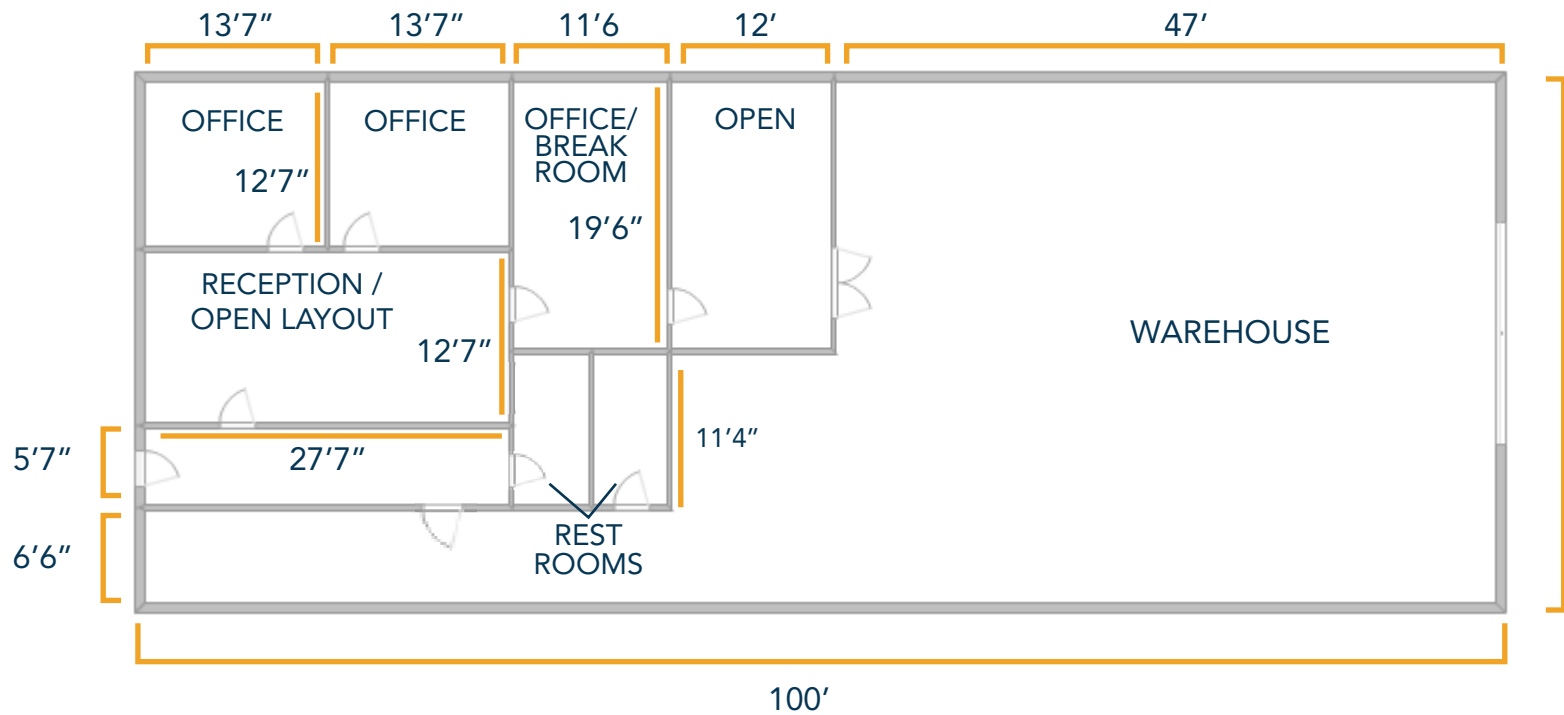 13’7”
13’7”
11’6
12’
47’
OFFICE
OFFICE
OFFICE/
BREAK
ROOM
OPEN
12’7”
19’6”
RECEPTION /
OPEN LAYOUT
12’7”
WAREHOUSE
5’7”
27’7”
11’4”
6’6”
REST
ROOMS
100’